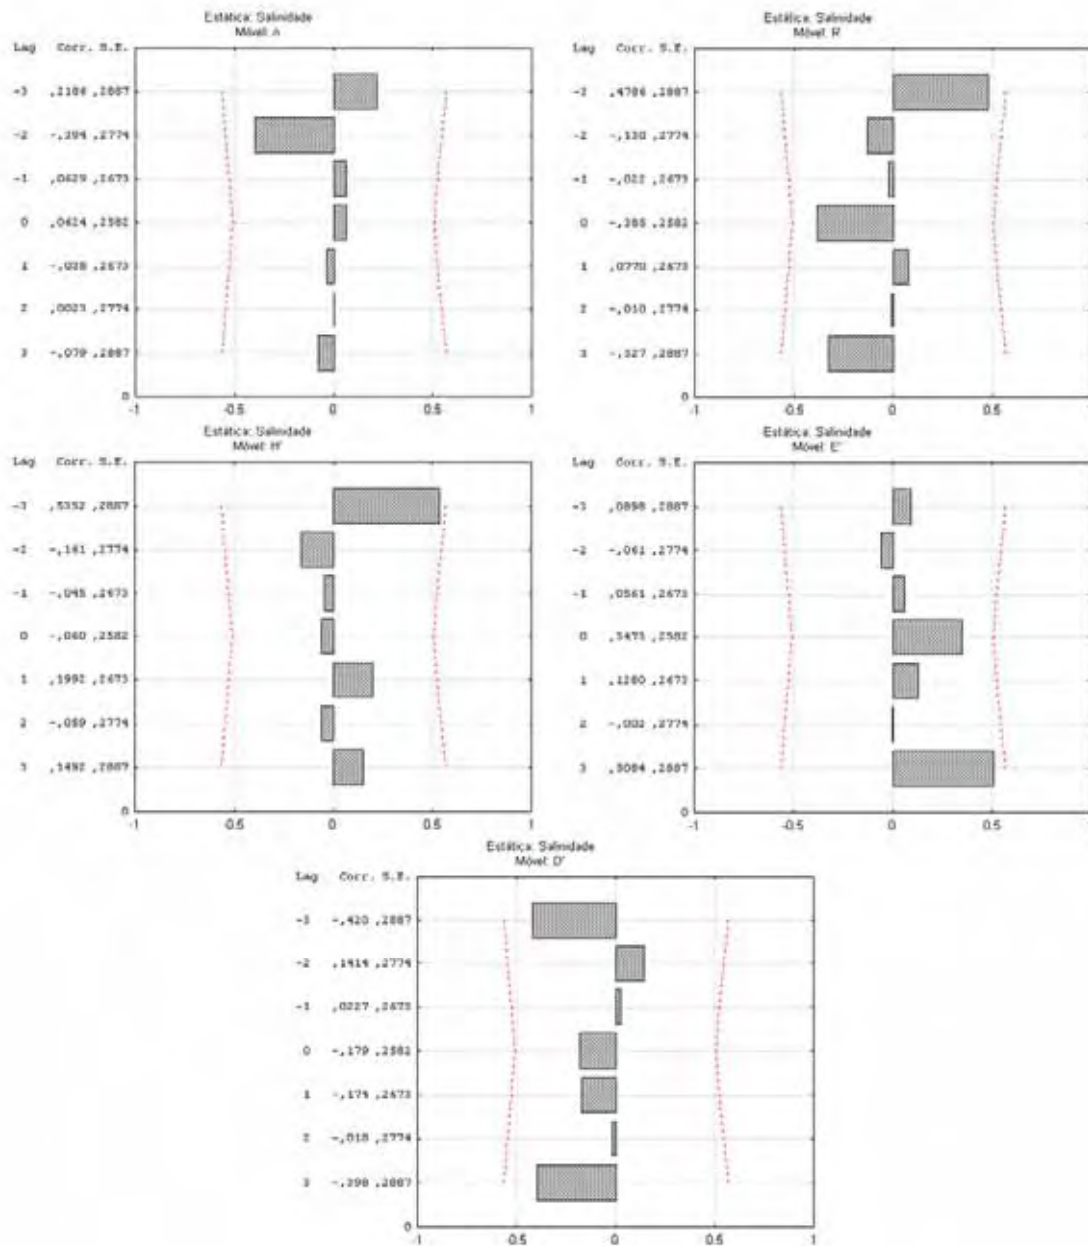 Estática: Salinidade
Móvel: A
Lag Corr. S.E.
-3 ,2186 ,2887
-2 -,394 ,2774
-1 ,0629 ,2673
0 ,2582
1 -,038 ,2673
2 ,0023 ,2774
3 -,079 ,2887
0
-1 -0.5 0 0.5 1
Estática: Salinidade
Móvel: R'
Lag Corr. S.E.
-3 ,4786 ,2887
-2 -,130 ,2774
-1 -,022 ,2673
0 -,385 ,2582
1 ,0770 ,2673
2 -,010 ,2774
3 -,327 ,2887
0
-1 -0.5 0 0.5 1
Estática: Salinidade
Móvel: H'
Lag Corr. S.E.
-3 ,5352 ,2887
-2 -,161 ,2774
-1 -,045 ,2673
0 -,060 ,2582
1 ,1992 ,2673
2 -,059 ,2774
3 ,1492 ,2887
0
-1 -0.5 0 0.5 1
Estática: Salinidade
Móvel: E'
Lag Corr. S.E.
-3 ,0898 ,2887
-2 -,061 ,2774
-1 ,0561 ,2673
0 ,3475 ,2582
1 ,1280 ,2673
2 -,002 ,2774
3 ,5084 ,2887
0
-1 -0.5 0 0.5 1
Estática: Salinidade
Móvel: D'
Lag Corr. S.E.
-3 -,420 ,2887
-2 ,1414 ,2774
-1 ,0227 ,2673
0 -,179 ,2582
1 -,174 ,2673
2 -,018 ,2774
3 -,398 ,2887
0
-1 -0.5 0 0.5 1